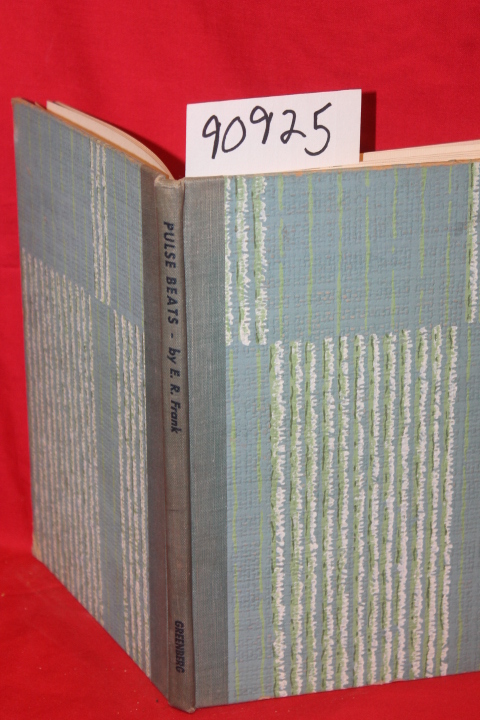 90925
PULSE BEATS - by E. R. Frank
GREENBERG